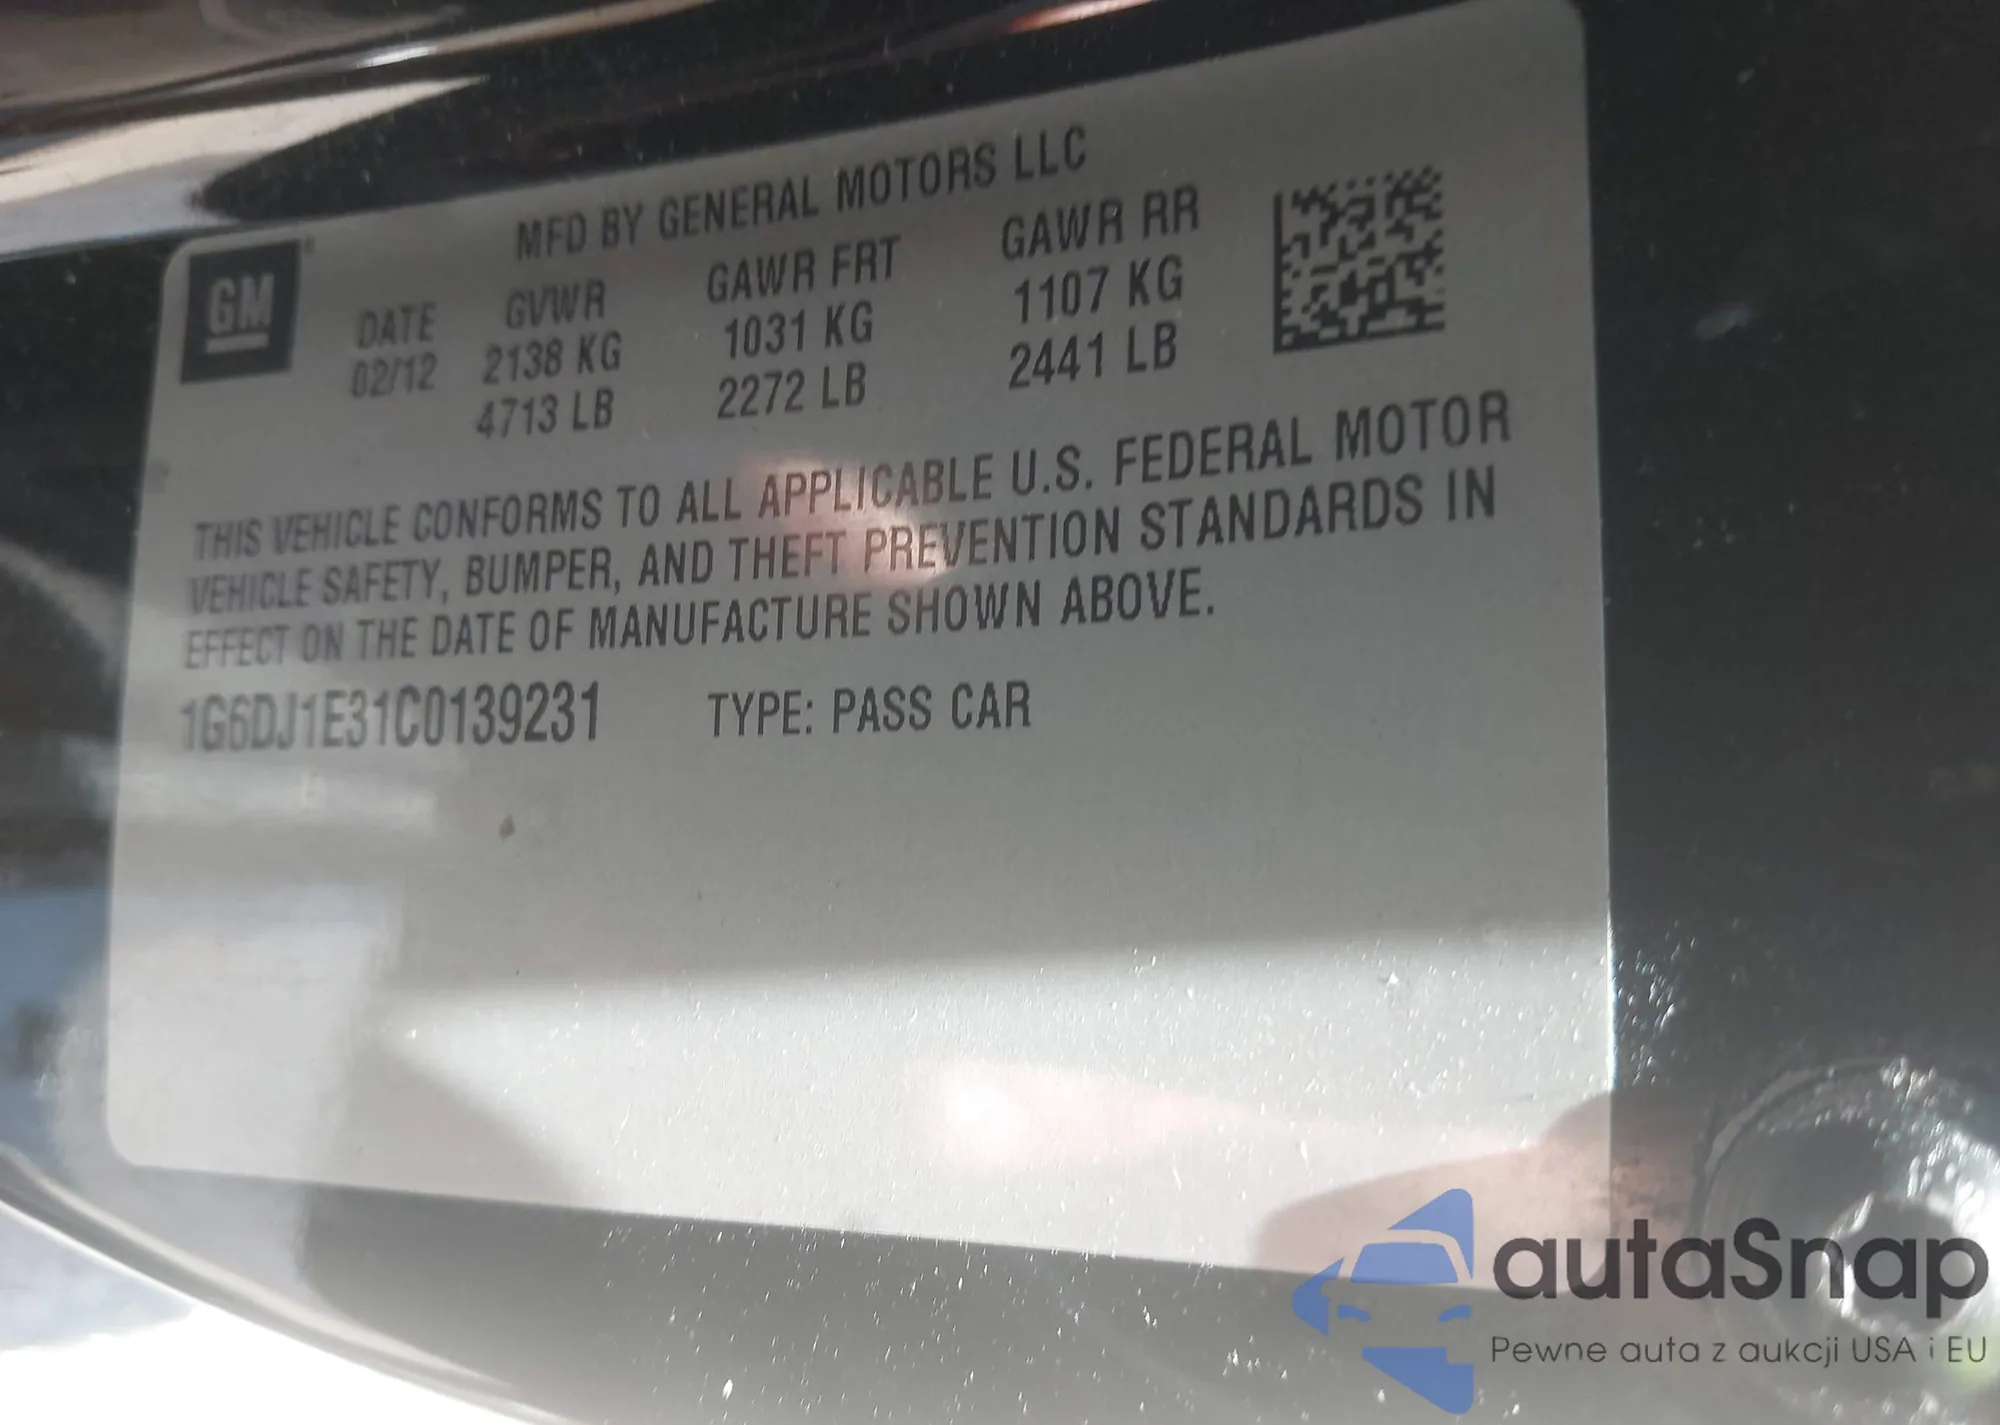 MFD BY GENERAL MOTORS LLC
GM
DATE GVWR GAWR FRT GAWR RR
02/12 2138 KG 1031 KG 1107 KG
4713 LB 2272 LB 2441 LB
THIS VEHICLE CONFORMS TO ALL APPLICABLE U.S. FEDERAL MOTOR
VEHICLE SAFETY, BUMPER, AND THEFT PREVENTION STANDARDS IN
EFFECT ON THE DATE OF MANUFACTURE SHOWN ABOVE.
1G6DJ1E31C0139231 TYPE: PASS CAR
autaSnap
Pewne auta z aukcji USA i EU